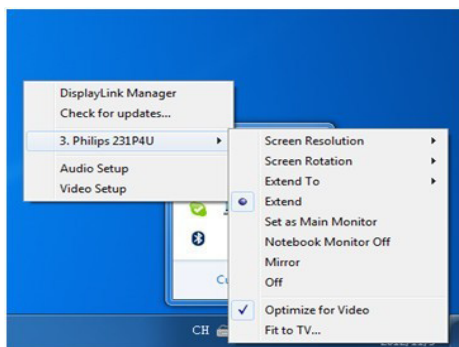 DisplayLink Manager
Check for updates...
3. Philips 231P4U
Audio Setup
Video Setup
Screen Resolution
Screen Rotation
Extend To
Extend
Set as Main Monitor
Notebook Monitor Off
Mirror
Off
Optimize for Video
Fit to TV...
CH